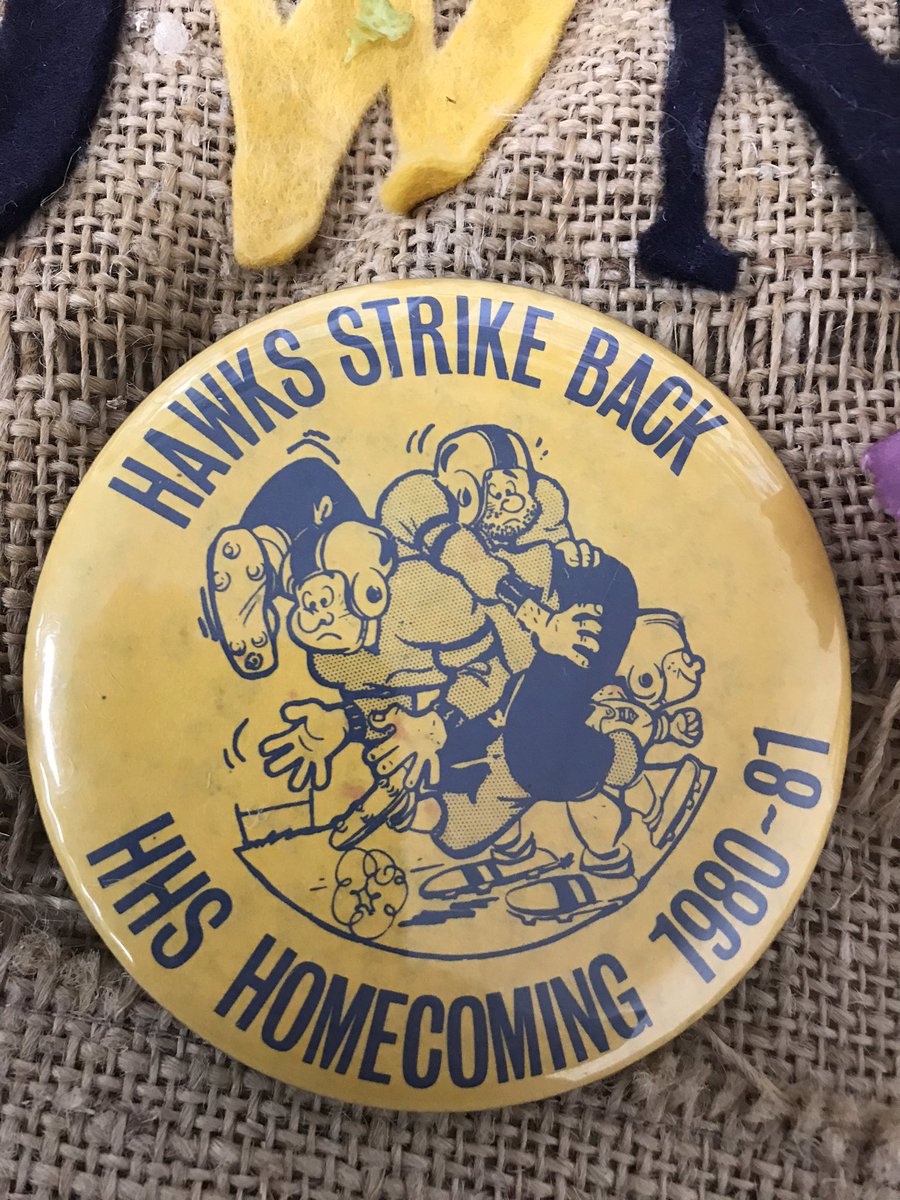 HAWKS STRIKE BACK
HHS HOMECOMING 1980-81